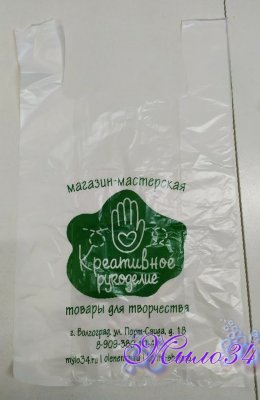 магазин-мастерская
Креативное
рукоделие
товары для творчества
г. Волгоград, ул. Порт-Саида, д. 18
Мыло34
mylo34.ru |